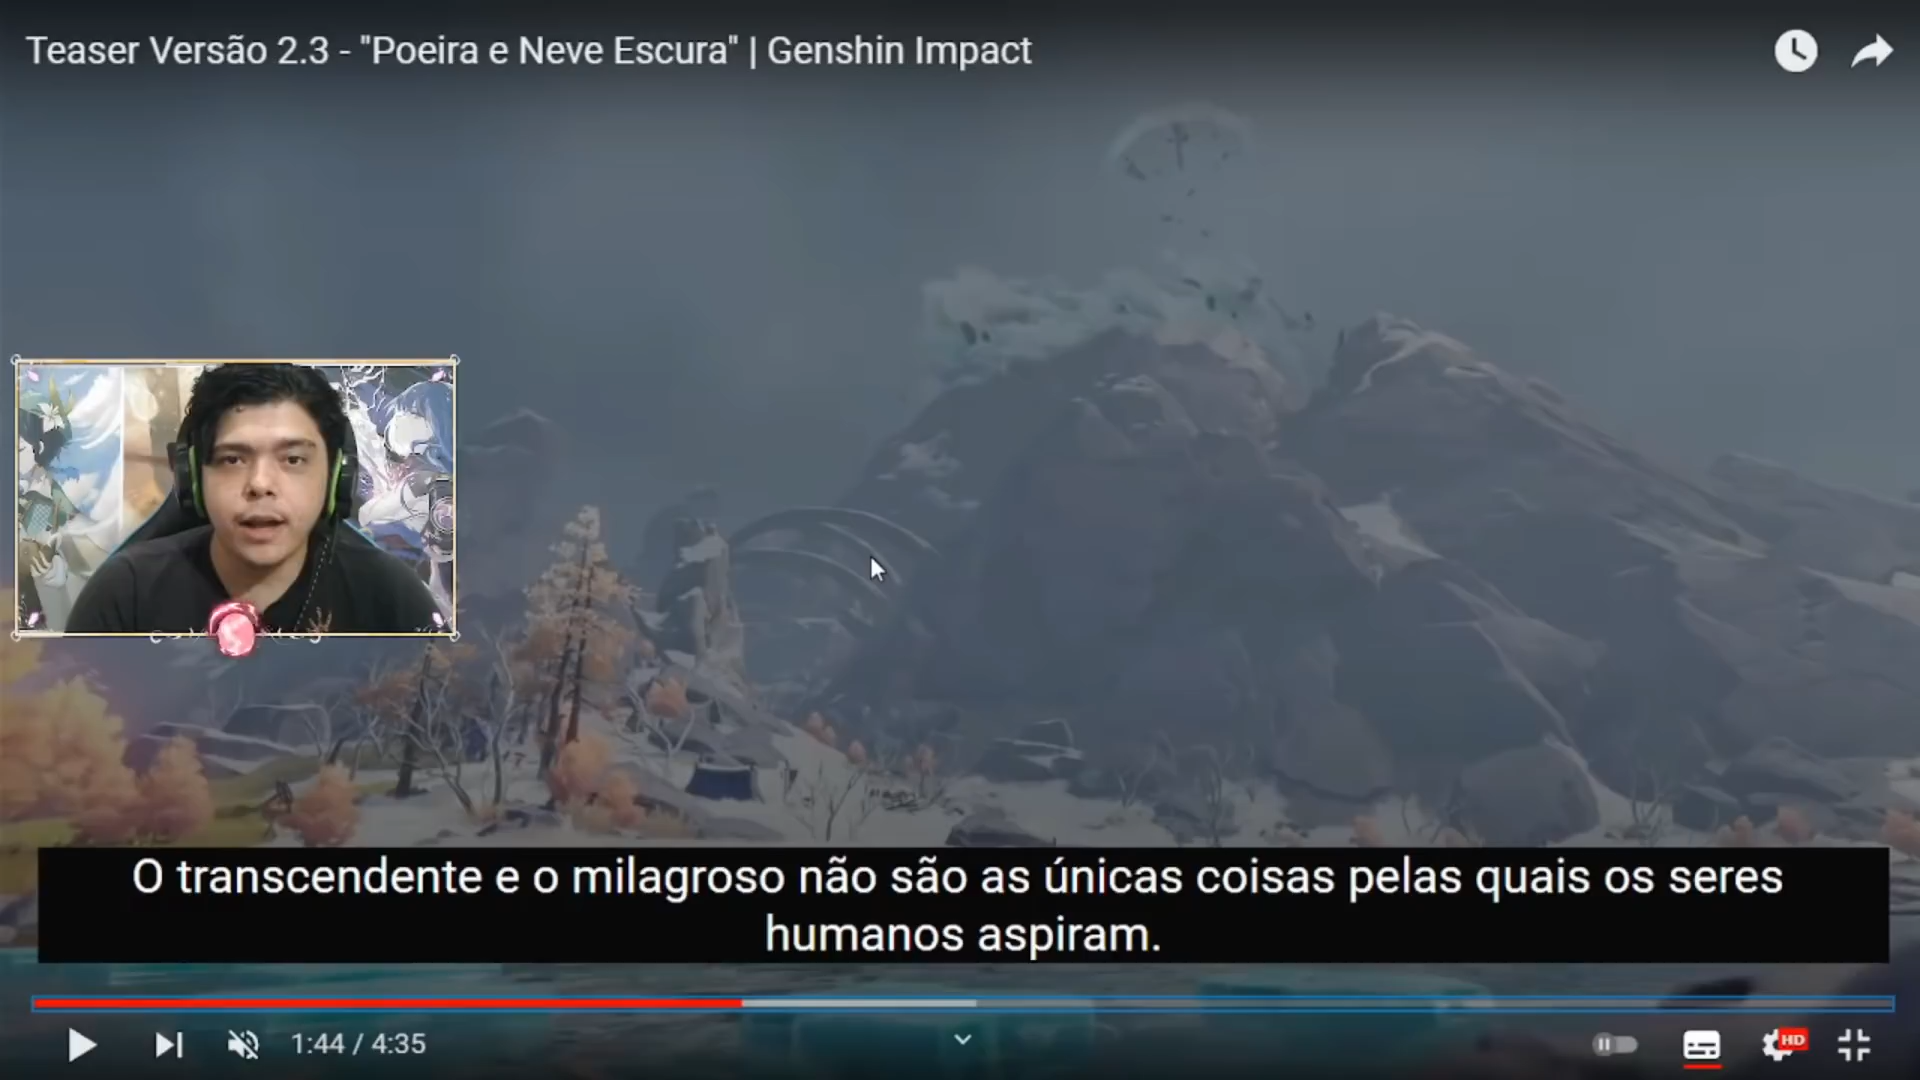 Teaser Versão 2.3 - "Poeira e Neve Escura" | Genshin Impact
O transcendente e o milagroso não são as únicas coisas pelas quais os seres
humanos aspiram.
1:44 / 4:35
HD